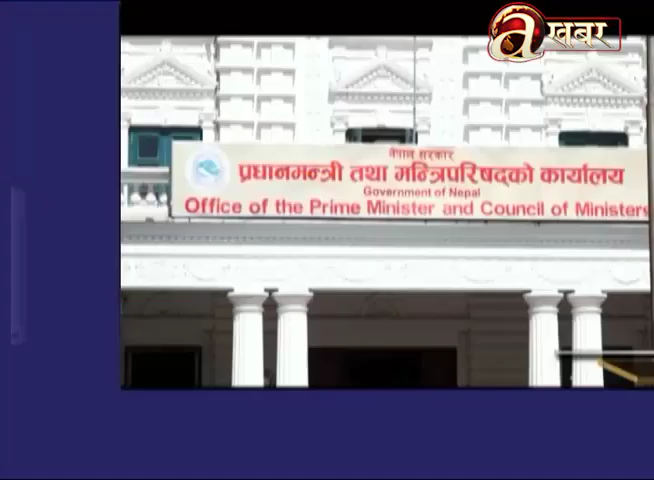 a खबर
नेपाल सरकार
प्रधानमन्त्री तथा मन्त्रिपरिषद्को कार्यालय
Government of Nepal
Office of the Prime Minister and Council of Ministers